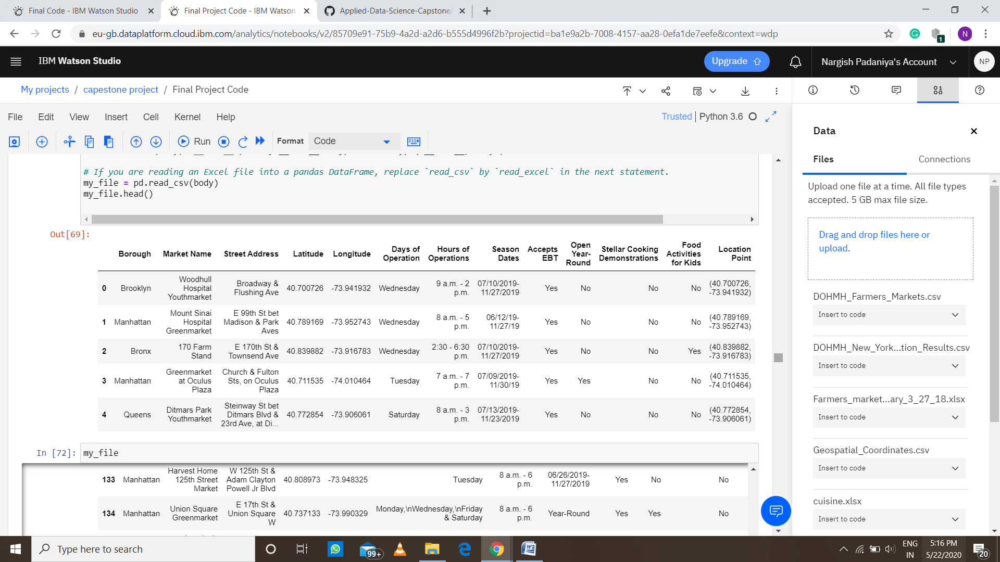 Final Code - IBM Watson Studio
Final Project Code - IBM Watson
Applied-Data-Science-Capstone/
eu-gb.dataplatform.cloud.ibm.com/analytics/notebooks/v2/85709e91-75b9-4a2d-a2d6-b555d4996f2b?projectid=ba1e9a2b-7008-4157-aa28-0efa1de7eefe&context=wdp
1
N
IBM Watson Studio
Upgrade
Nargish Padaniya's Account
NP
My projects / capestone project / Final Project Code
File Edit View Insert Cell Kernel Help
Trusted Python 3.6
Run
Format Code
# If you are reading an Excel file into a pandas DataFrame, replace `read_csv` by `read_excel` in the next statement.
my_file = pd.read_csv(body)
my_file.head()
Out[69]:
Borough Market Name Street Address Latitude Longitude Days of Operation Hours of Operations Season Dates Accepts EBT Open Year-Round Stellar Cooking Demonstrations Food Activities for Kids Location Point
0 Brooklyn Woodhull Hospital Youthmarket Broadway & Flushing Ave 40.700726 -73.941932 Wednesday 9 a.m. - 2 p.m. 07/10/2019-11/27/2019 Yes No No No (40.700726, -73.941932)
1 Manhattan Mount Sinai Hospital Greenmarket E 99th St bet Madison & Park Aves 40.789169 -73.952743 Wednesday 8 a.m. - 5 p.m. 06/12/19-11/27/19 Yes No No No (40.789169, -73.952743)
2 Bronx 170 Farm Stand E 170th St & Townsend Ave 40.839882 -73.916783 Wednesday 2:30 - 6:30 p.m. 07/10/2019-11/27/2019 Yes No No Yes (40.839882, -73.916783)
3 Manhattan Greenmarket at Oculus Plaza Church & Fulton Sts, on Oculus Plaza 40.711535 -74.010464 Tuesday 7 a.m. - 7 p.m. 07/09/2019-11/30/19 Yes Yes No No (40.711535, -74.010464)
4 Queens Ditmars Park Youthmarket Steinway St bet Ditmars Blvd & 23rd Ave, at Di... 40.772854 -73.906061 Saturday 8 a.m. - 3 p.m. 07/13/2019-11/23/2019 Yes No No No (40.772854, -73.906061)
In [72]: my_file
133 Manhattan Harvest Home 125th Street Market W 125th St & Adam Clayton Powell Jr Blvd 40.808973 -73.948325 Tuesday 8 a.m. - 6 p.m. 06/26/2019-11/27/2019 Yes No No
134 Manhattan Union Square Greenmarket E 17th St & Union Square W 40.737133 -73.990329 Monday,\nWednesday,\nFriday & Saturday 8 a.m. - 6 p.m. Year-Round Yes Yes No
Data
Files Connections
Upload one file at a time. All file types
accepted. 5 GB max file size.
Drag and drop files here or
upload.
DOHMH_Farmers_Markets.csv
Insert to code
DOHMH_New_York...tion_Results.csv
Insert to code
Farmers_market...ary_3_27_18.xlsx
Insert to code
Geospatial_Coordinates.csv
Insert to code
cuisine.xlsx
Insert to code
Type here to search
99+
ENG
IN
5:16 PM
5/22/2020
20